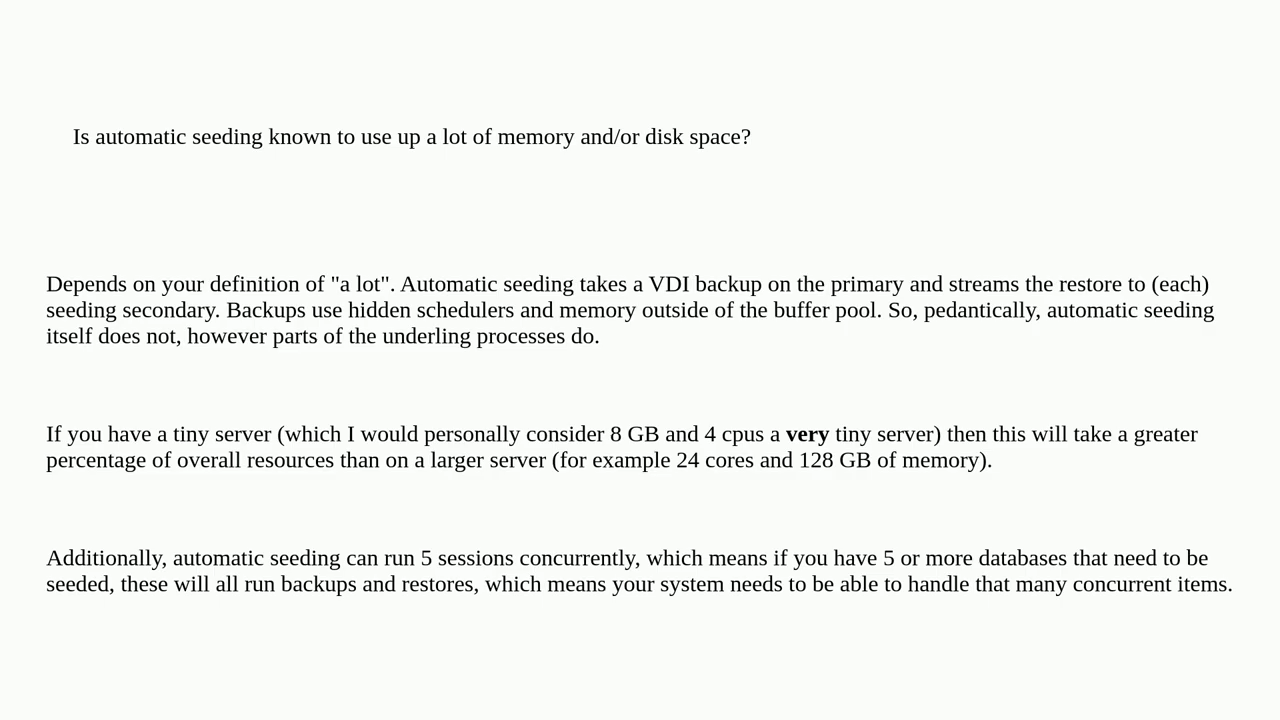 Is automatic seeding known to use up a lot of memory and/or disk space?
Depends on your definition of "a lot". Automatic seeding takes a VDI backup on the primary and streams the restore to (each)
seeding secondary. Backups use hidden schedulers and memory outside of the buffer pool. So, pedantically, automatic seeding
itself does not, however parts of the underling processes do.
If you have a tiny server (which I would personally consider 8 GB and 4 cpus a very tiny server) then this will take a greater
percentage of overall resources than on a larger server (for example 24 cores and 128 GB of memory).
Additionally, automatic seeding can run 5 sessions concurrently, which means if you have 5 or more databases that need to be
seeded, these will all run backups and restores, which means your system needs to be able to handle that many concurrent items.